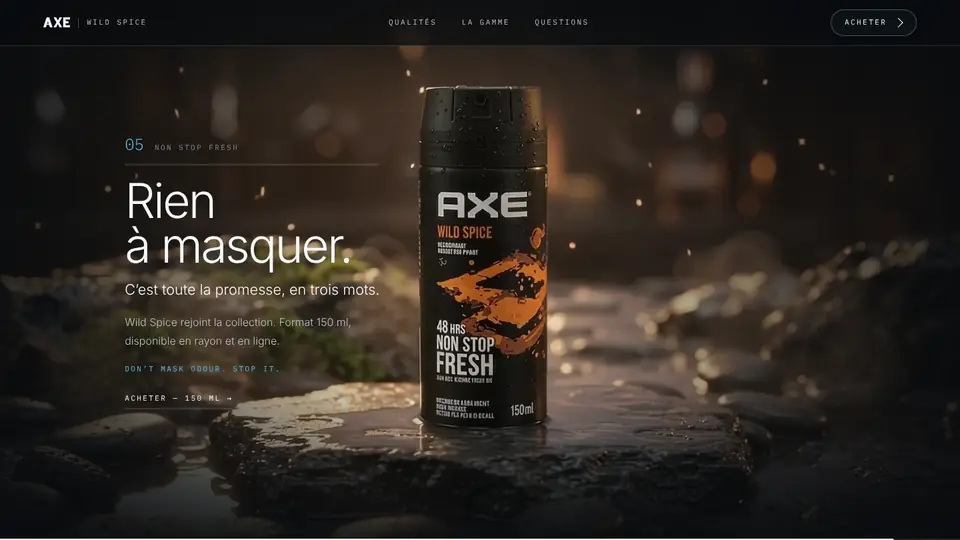 AXE
WILD SPICE
QUALITÉS
LA GAMME
QUESTIONS
ACHETER
05 NON STOP FRESH
Rien
à masquer.
C'est toute la promesse, en trois mots.
Wild Spice rejoint la collection. Format 150 ml,
disponible en rayon et en ligne.
DON'T MASK ODOUR. STOP IT.
ACHETER — 150 ML →
AXE
WILD SPICE
48 HRS
NON STOP
FRESH
150ml